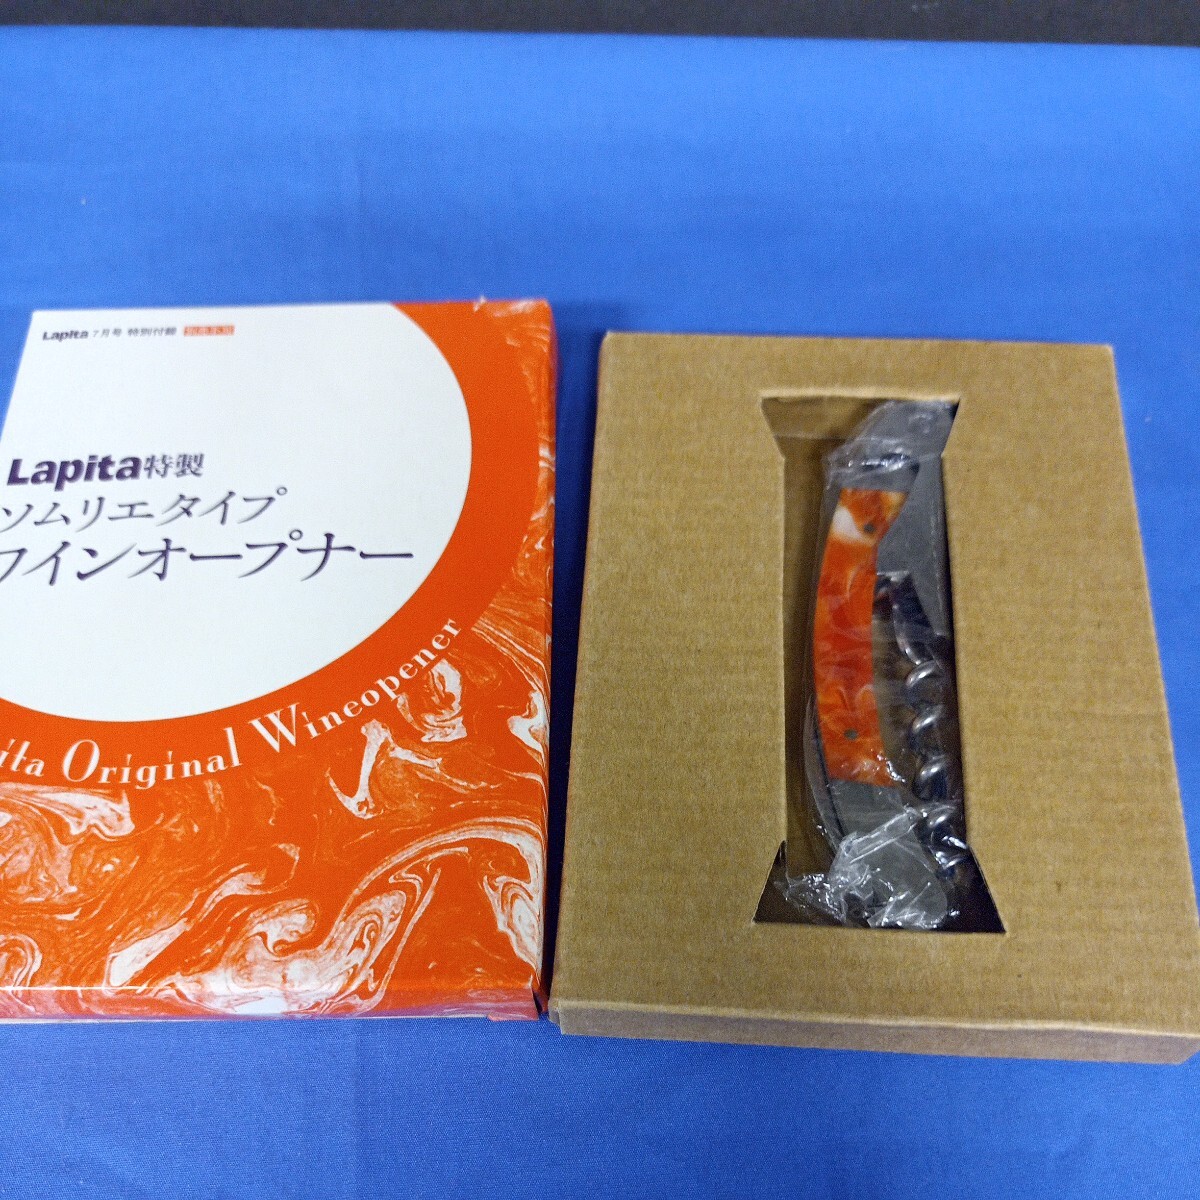 Lapita 7月号 特別付録
Lapita特製
ソムリエタイプ
ワインオープナー
ita Original Wineopener